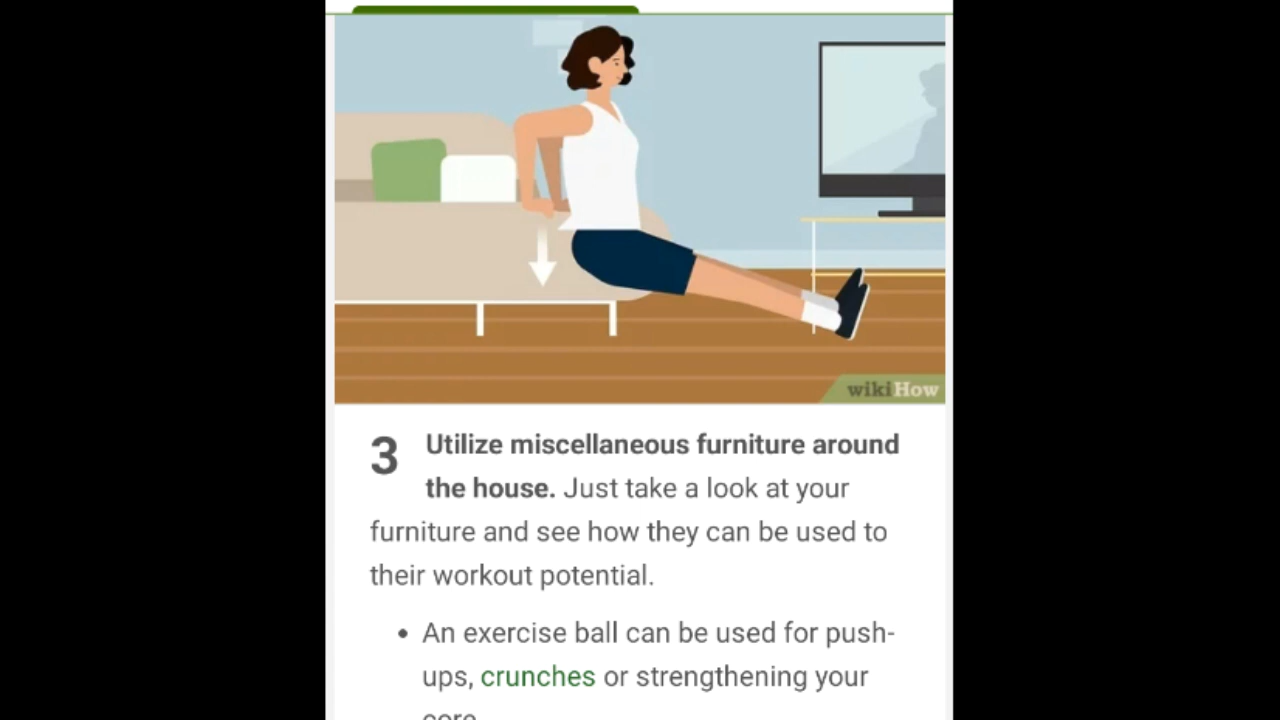 wikiHow
3 Utilize miscellaneous furniture around
the house. Just take a look at your
furniture and see how they can be used to
their workout potential.
• An exercise ball can be used for push-
ups, crunches or strengthening your
core.